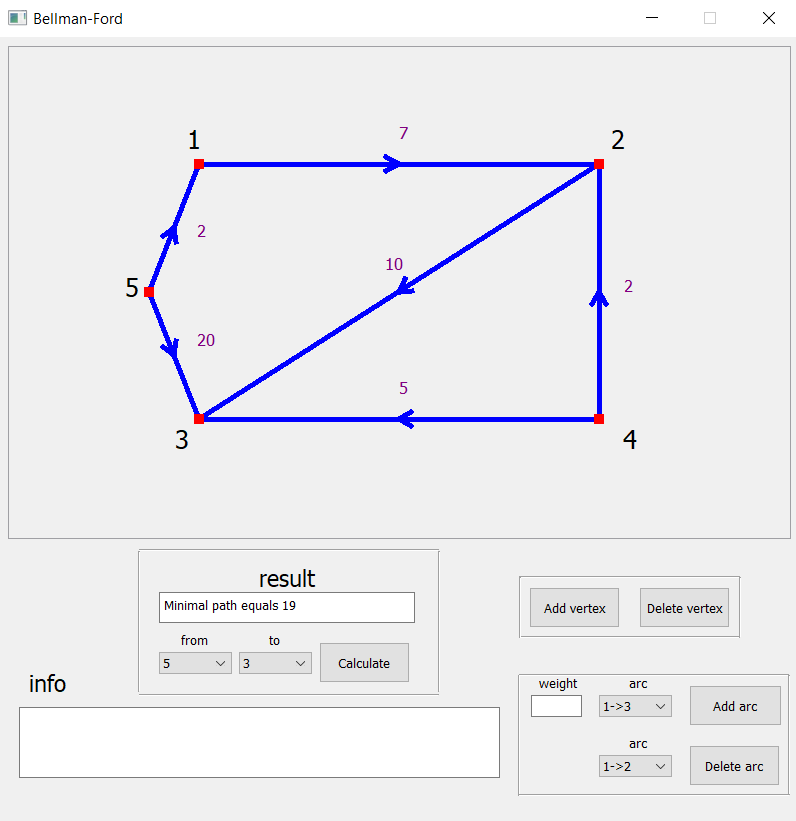 Bellman-Ford
1
7
2
2
5
10
2
20
5
3
4
result
Minimal path equals 19
from
to
5
3
Calculate
Add vertex
Delete vertex
info
weight
arc
1->3
Add arc
arc
1->2
Delete arc